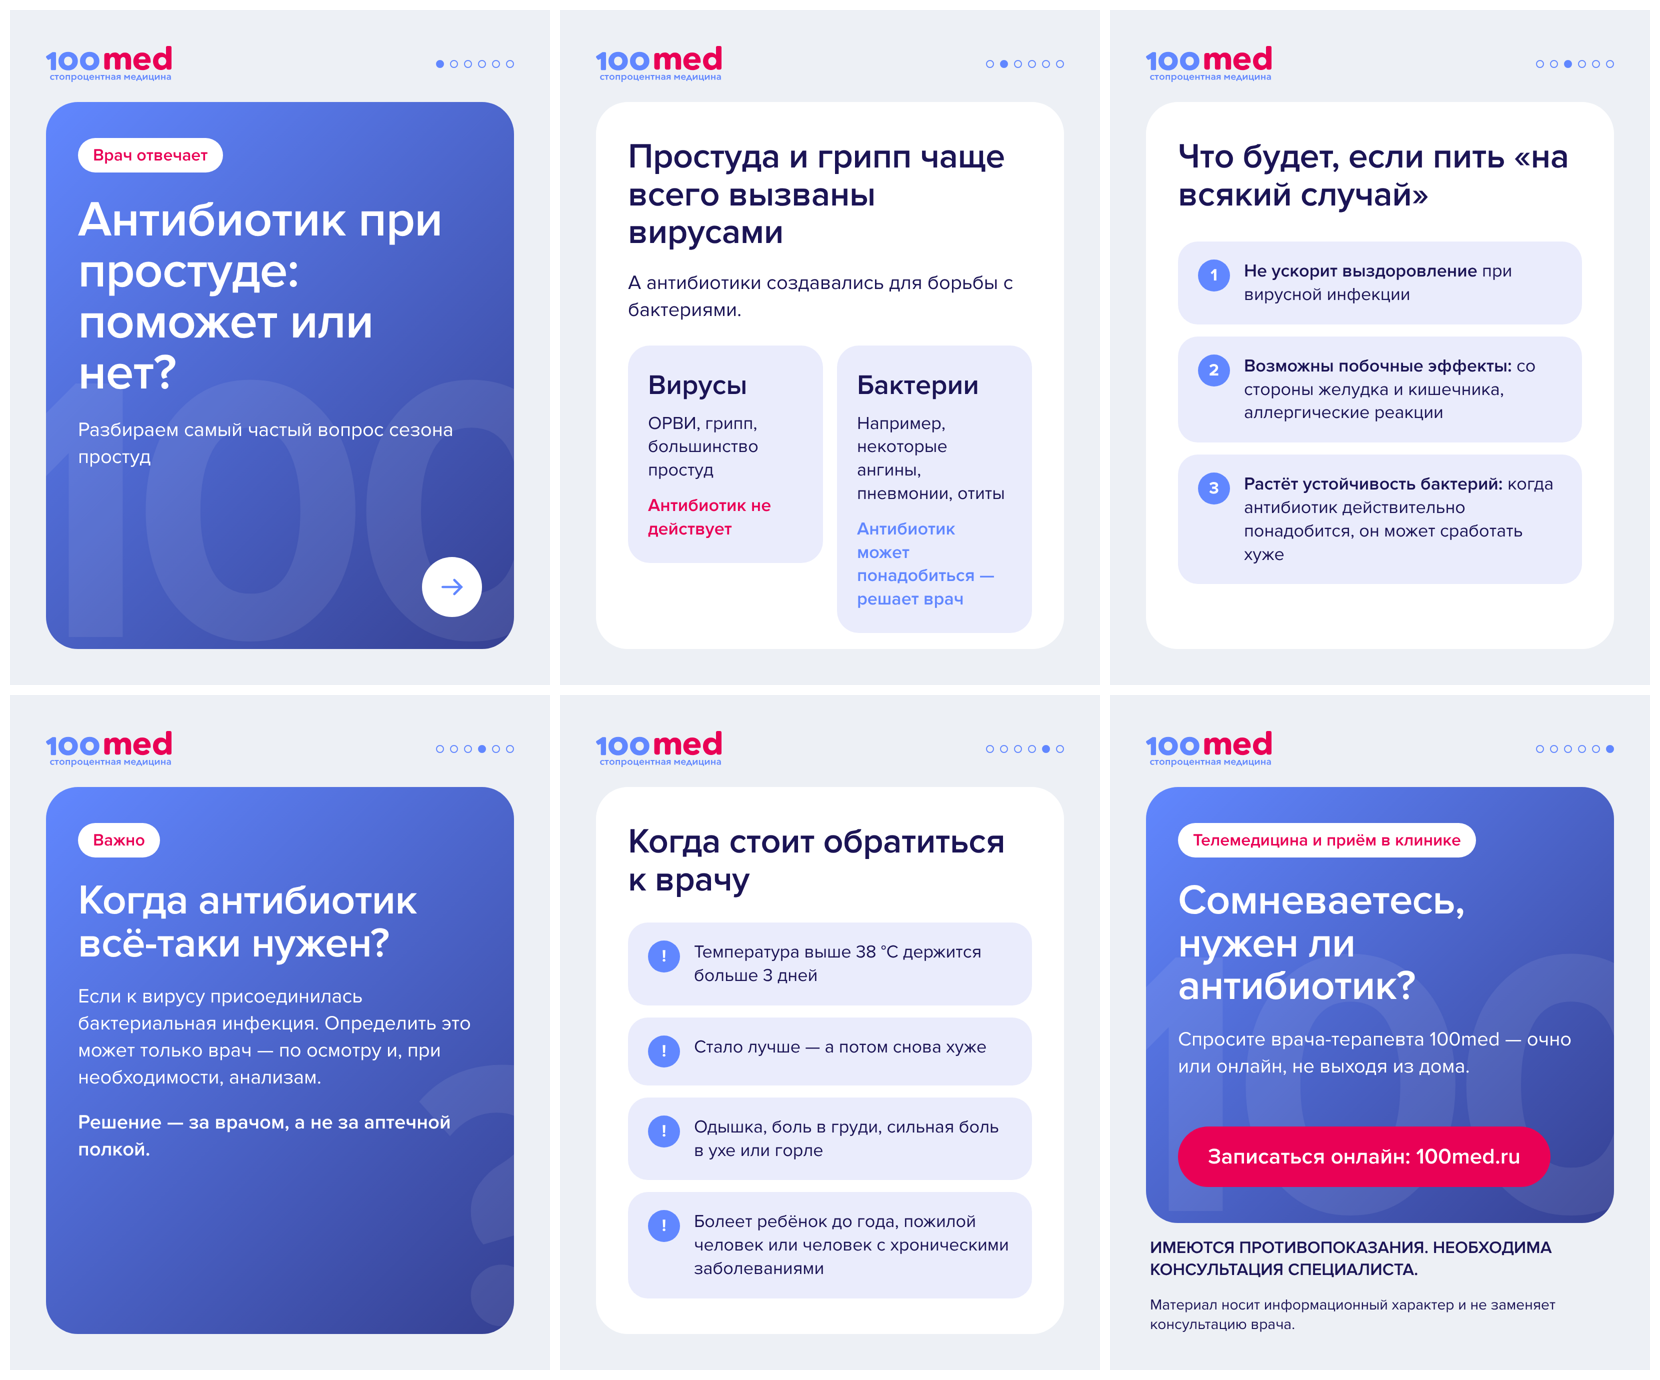 100med
стопроцентная медицина
Врач отвечает
Антибиотик при
простуде:
поможет или
нет?
Разбираем самый частый вопрос сезона
простуд
100
100med
стопроцентная медицина
Простуда и грипп чаще
всего вызваны
вирусами
А антибиотики создавались для борьбы с
бактериями.
Вирусы
ОРВИ, грипп,
большинство
простуд
Антибиотик не
действует
Бактерии
Например,
некоторые
ангины,
пневмонии, отиты
Антибиотик
может
понадобиться —
решает врач
100med
стопроцентная медицина
Что будет, если пить «на
всякий случай»
1
Не ускорит выздоровление при
вирусной инфекции
2
Возможны побочные эффекты: со
стороны желудка и кишечника,
аллергические реакции
3
Растёт устойчивость бактерий: когда
антибиотик действительно
понадобится, он может сработать
хуже
100med
стопроцентная медицина
Важно
Когда антибиотик
всё-таки нужен?
Если к вирусу присоединилась
бактериальная инфекция. Определить это
может только врач — по осмотру и, при
необходимости, анализам.
Решение — за врачом, а не за аптечной
полкой.
?
100med
стопроцентная медицина
Когда стоит обратиться
к врачу
!
Температура выше 38 °C держится
больше 3 дней
!
Стало лучше — а потом снова хуже
!
Одышка, боль в груди, сильная боль
в ухе или горле
!
Болеет ребёнок до года, пожилой
человек или человек с хроническими
заболеваниями
100med
стопроцентная медицина
Телемедицина и приём в клинике
Сомневаетесь,
нужен ли
антибиотик?
Спросите врача-терапевта 100med — очно
или онлайн, не выходя из дома.
100
Записаться онлайн: 100med.ru
ИМЕЮТСЯ ПРОТИВОПОКАЗАНИЯ. НЕОБХОДИМА
КОНСУЛЬТАЦИЯ СПЕЦИАЛИСТА.
Материал носит информационный характер и не заменяет
консультацию врача.